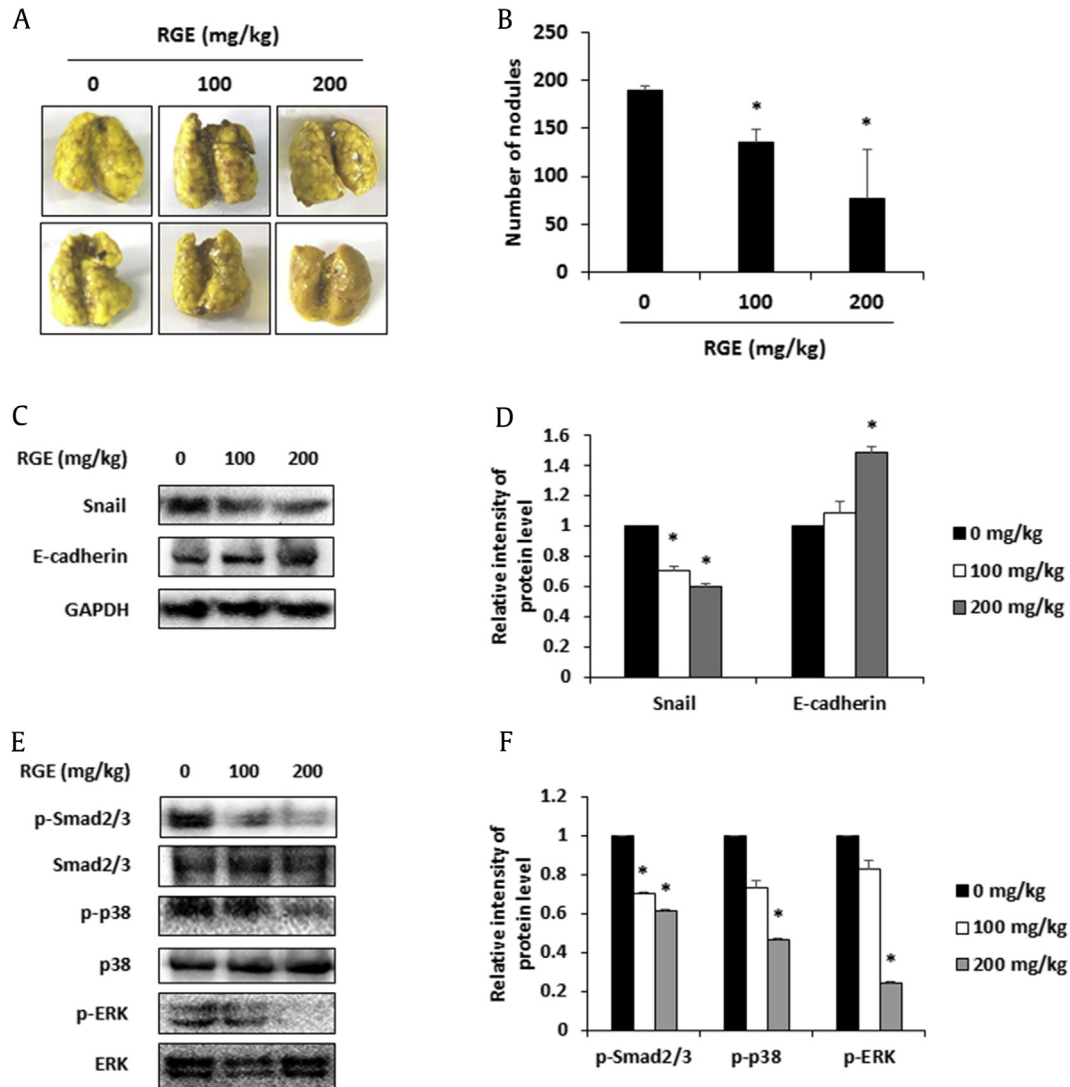 A
RGE (mg/kg)
0 100 200
B
Number of nodules
250
200
150
100
50
0
* *
0 100 200
RGE (mg/kg)
C
RGE (mg/kg) 0 100 200
Snail
E-cadherin
GAPDH
D
Relative intensity of
protein level
1.6
1.4
1.2
1
0.8
0.6
0.4
0.2
0
* * *
Snail E-cadherin
0 mg/kg
100 mg/kg
200 mg/kg
E
RGE (mg/kg) 0 100 200
p-Smad2/3
Smad2/3
p-p38
p38
p-ERK
ERK
F
Relative intensity of
protein level
1.2
1
0.8
0.6
0.4
0.2
0
* * * *
p-Smad2/3 p-p38 p-ERK
0 mg/kg
100 mg/kg
200 mg/kg